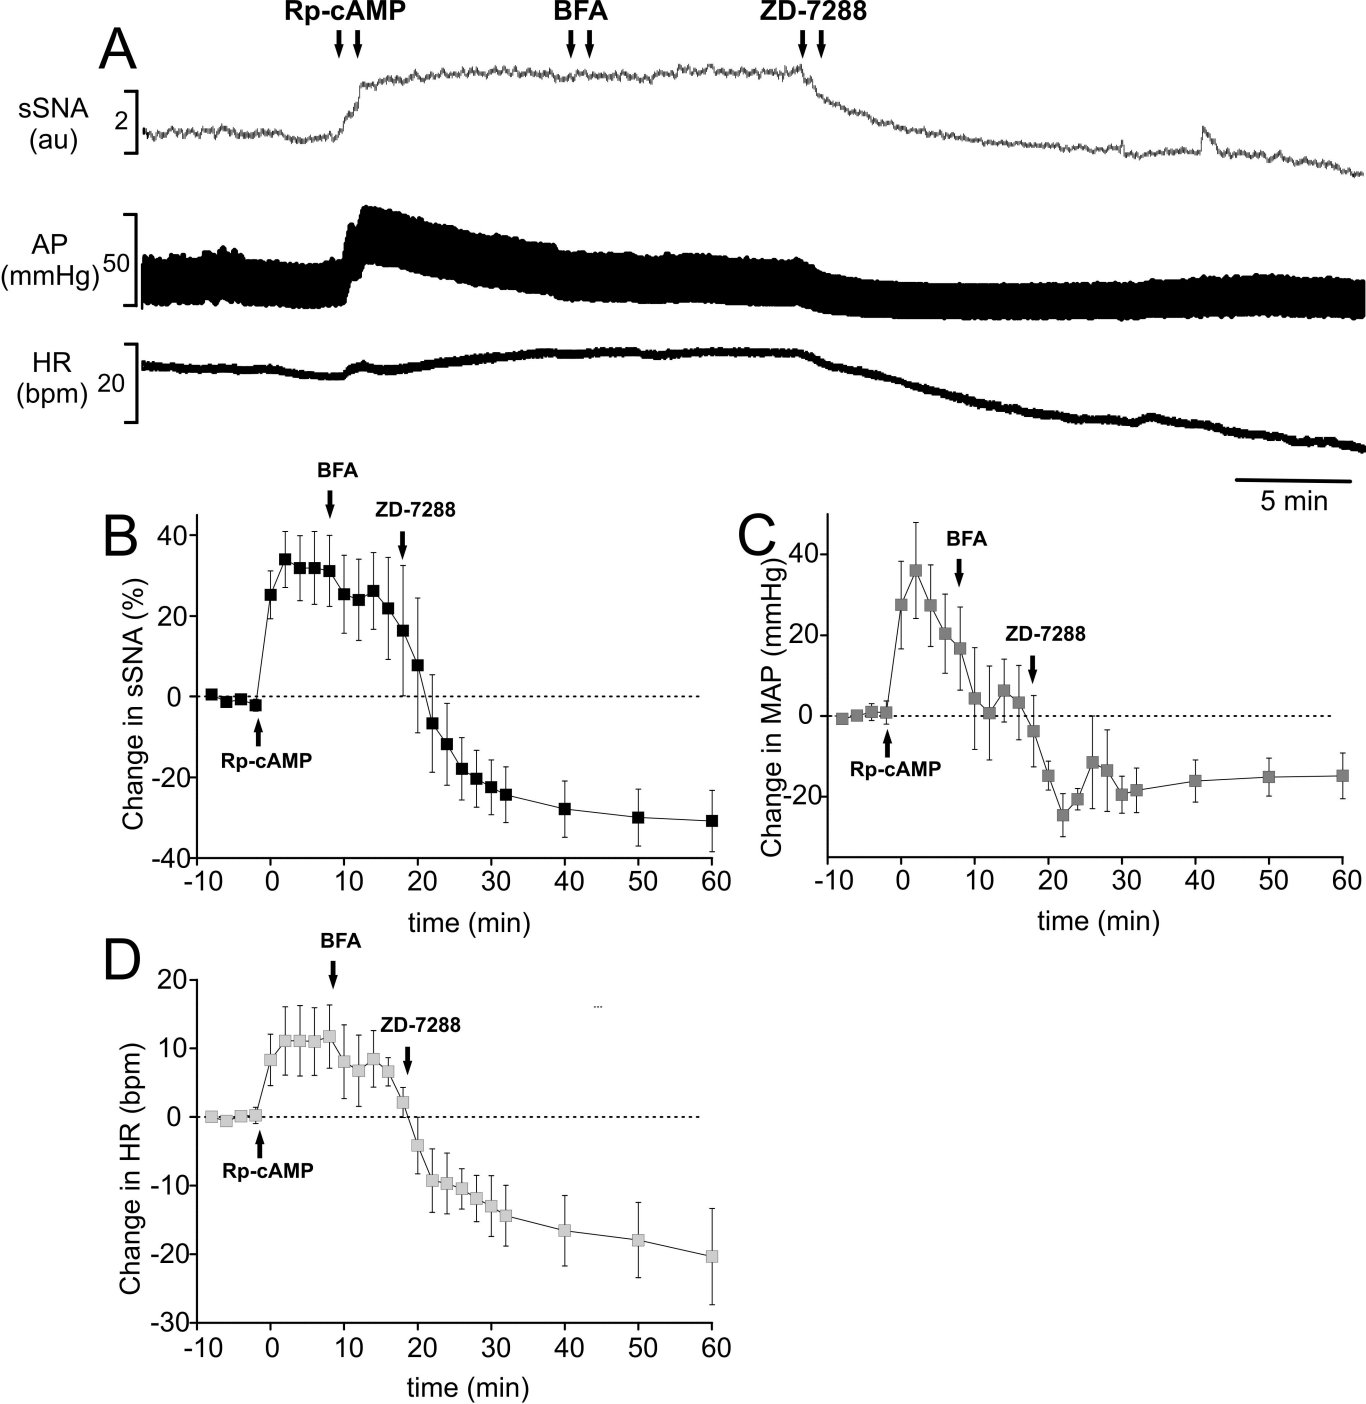 Rp-cAMP BFA ZD-7288
A
sSNA
(au)
2
AP
(mmHg)
50
HR
(bpm)
20
5 min
B
BFA
ZD-7288
Rp-cAMP
Change in sSNA (%)
40
20
0
-20
-40
-10 0 10 20 30 40 50 60
time (min)
C
BFA
ZD-7288
Rp-cAMP
Change in MAP (mmHg)
40
20
0
-20
-10 0 10 20 30 40 50 60
time (min)
D
BFA
ZD-7288
Rp-cAMP
Change in HR (bpm)
20
10
0
-10
-20
-30
-10 0 10 20 30 40 50 60
time (min)